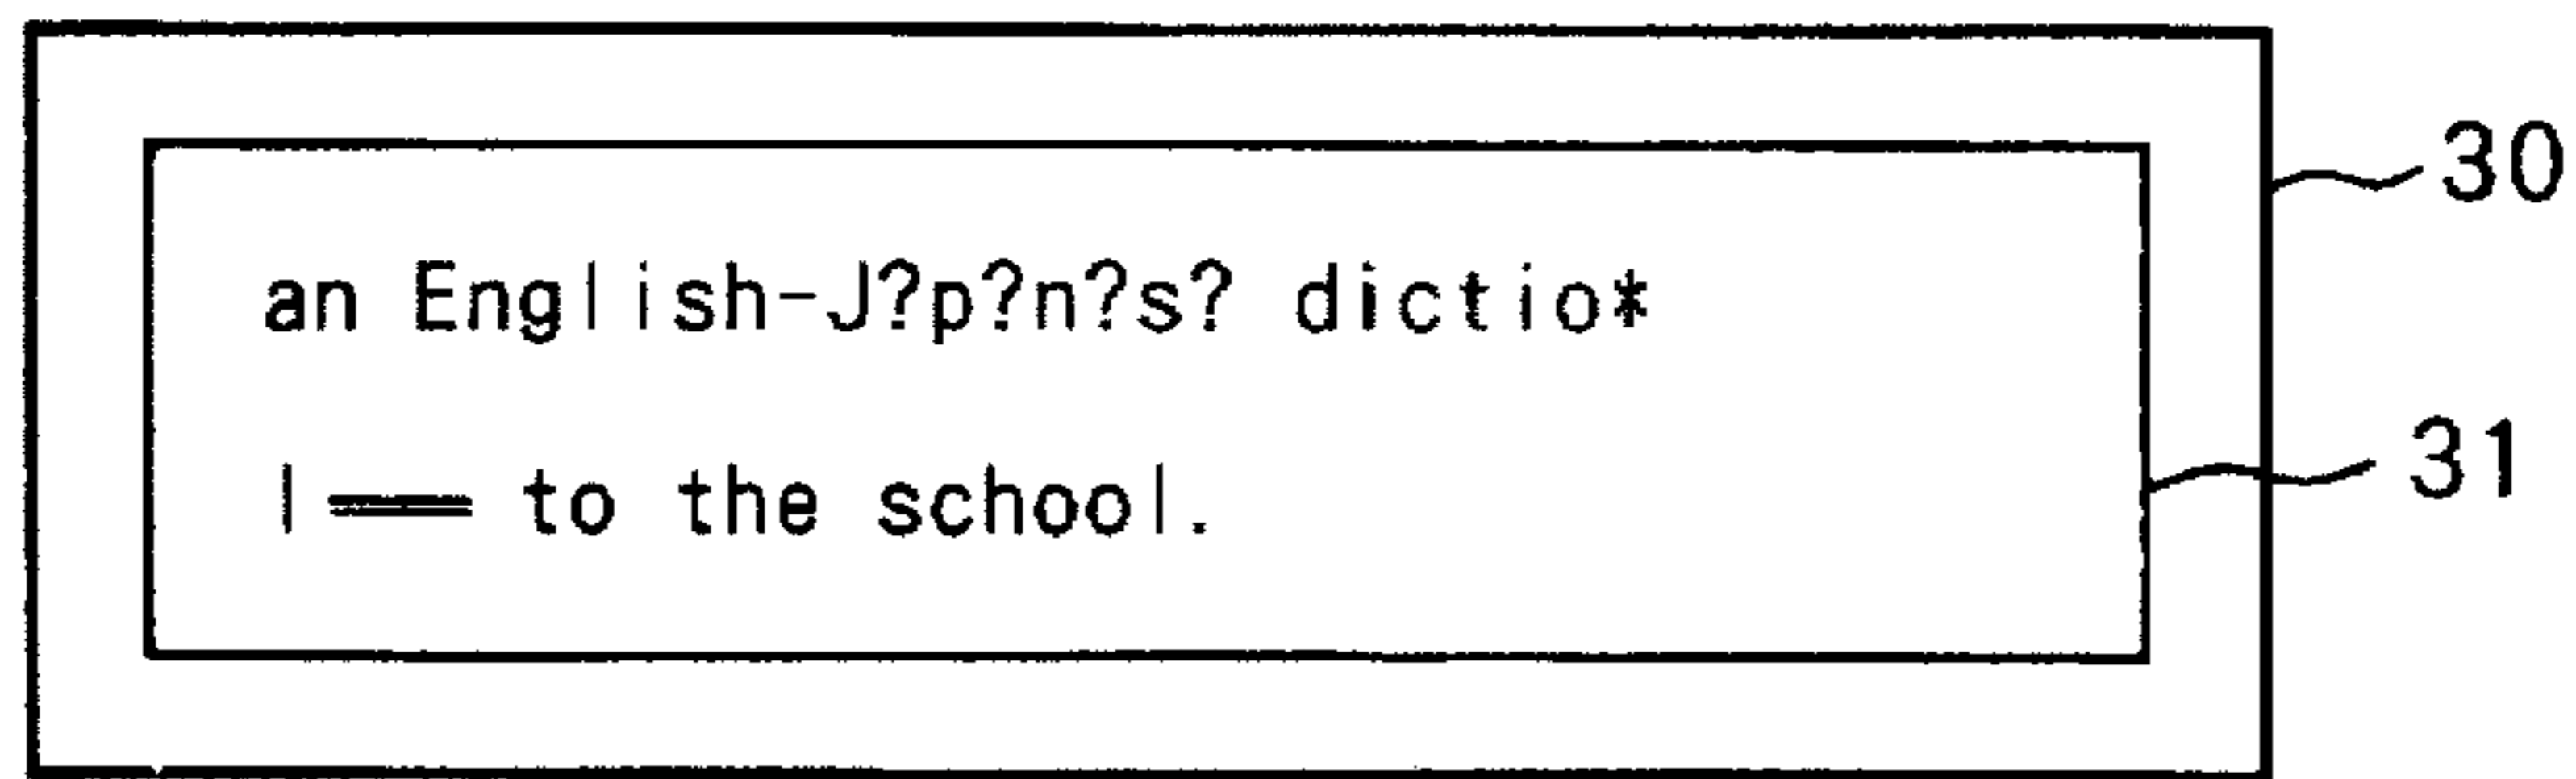 an English-J?p?n?s? dictio*
I ══ to the school.
30
31